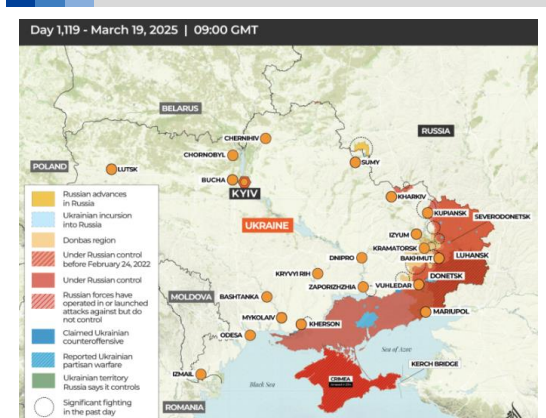 Day 1,119 - March 19, 2025 | 09:00 GMT
BELARUS
RUSSIA
CHERNIHIV
CHORNOBYL
SUMY
POLAND
LUTSK
BUCHA
KYIV
KHARKIV
KUPIANSK
SEVERODONETSK
UKRAINE
IZYUM
KRAMATORSK
LUHANSK
DNIPRO
BAKHMUT
KRYVYI RIH
DONETSK
ZAPORIZHZHIA
VUHLEDAR
MOLDOVA
BASHTANKA
MYKOLAIV
MARIUPOL
KHERSON
ODESA
Sea of Azov
KERCH BRIDGE
IZMAIL
Black Sea
CRIMEA
ROMANIA
Russian advances
in Russia
Ukrainian incursion
into Russia
Donbas region
Under Russian control
before February 24, 2022
Under Russian control
Russian forces have
operated in or launched
attacks against but do
not control
Claimed Ukrainian
counteroffensive
Reported Ukrainian
partisan warfare
Ukrainian territory
Russia says it controls
Significant fighting
in the past day